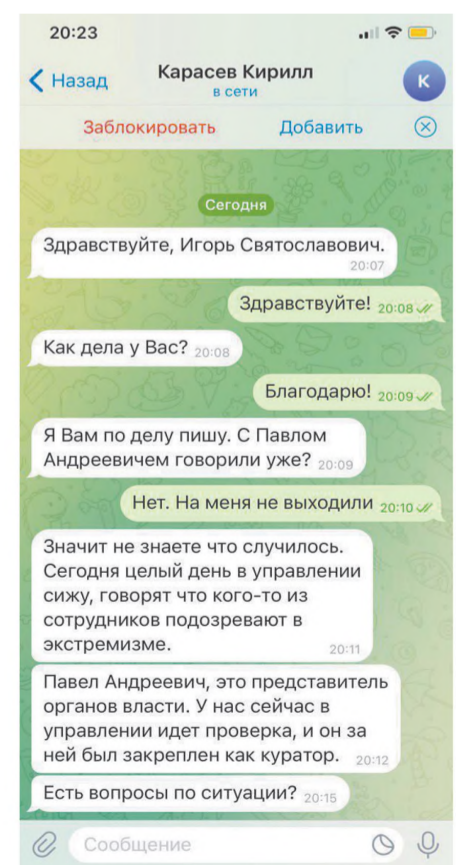 20:23
Назад
Карасев Кирилл
в сети
К
Заблокировать
Добавить
Сегодня
Здравствуйте, Игорь Святославович.
20:07
Здравствуйте! 20:08
Как дела у Вас? 20:08
Благодарю! 20:09
Я Вам по делу пишу. С Павлом
Андреевичем говорили уже? 20:09
Нет. На меня не выходили 20:10
Значит не знаете что случилось.
Сегодня целый день в управлении
сижу, говорят что кого-то из
сотрудников подозревают в
экстремизме. 20:11
Павел Андреевич, это представитель
органов власти. У нас сейчас в
управлении идет проверка, и он за
ней был закреплен как куратор. 20:12
Есть вопросы по ситуации? 20:15
Сообщение